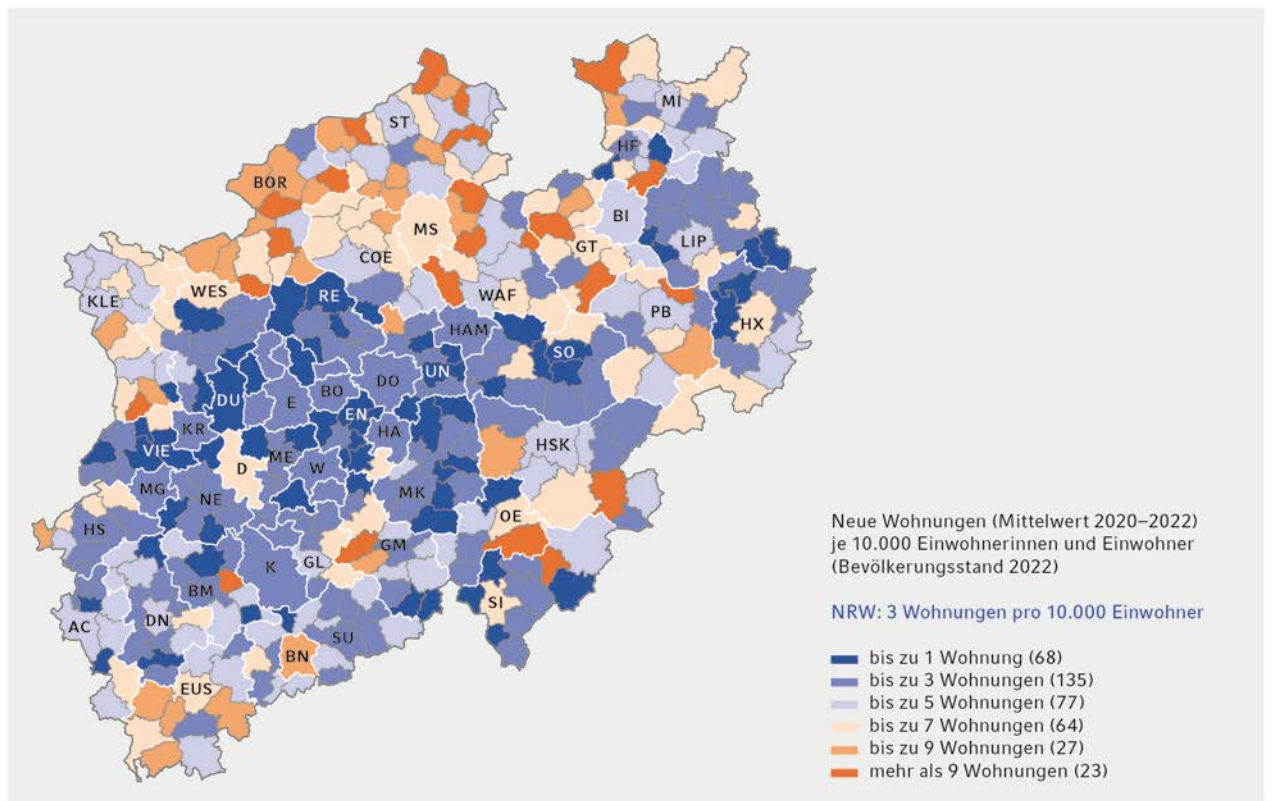 MI
ST
HF
BOR
BI
MS
LIP
GT
COE
WES
RE
WAF
KLE
PB
HX
HAM
SO
UN
DO
BO
DU
E
EN
KR
HA
HSK
VIE
ME
D
W
MG
MK
NE
OE
HS
GM
K
GL
BM
SI
DN
AC
SU
BN
EUS
Neue Wohnungen (Mittelwert 2020–2022)
je 10.000 Einwohnerinnen und Einwohner
(Bevölkerungsstand 2022)
NRW: 3 Wohnungen pro 10.000 Einwohner
bis zu 1 Wohnung (68)
bis zu 3 Wohnungen (135)
bis zu 5 Wohnungen (77)
bis zu 7 Wohnungen (64)
bis zu 9 Wohnungen (27)
mehr als 9 Wohnungen (23)